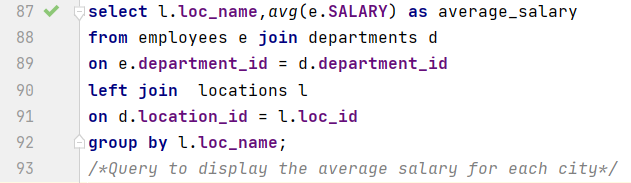 87 select l.loc_name,avg(e.SALARY) as average_salary
88 from employees e join departments d
89 on e.department_id = d.department_id
90 left join  locations l
91 on d.location_id = l.loc_id
92 group by l.loc_name;
93 /*Query to display the average salary for each city*/